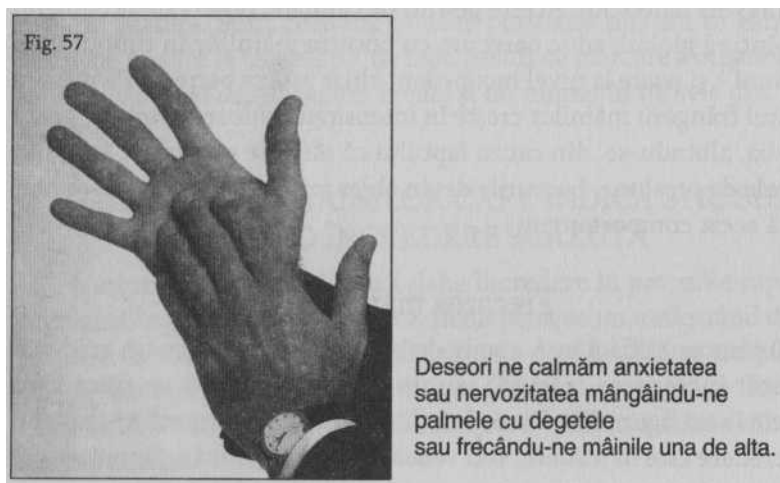 Fig. 57
Deseori ne calmăm anxietatea
sau nervozitatea mângâindu-ne
palmele cu degetele
sau frecându-ne mâinile una de alta.